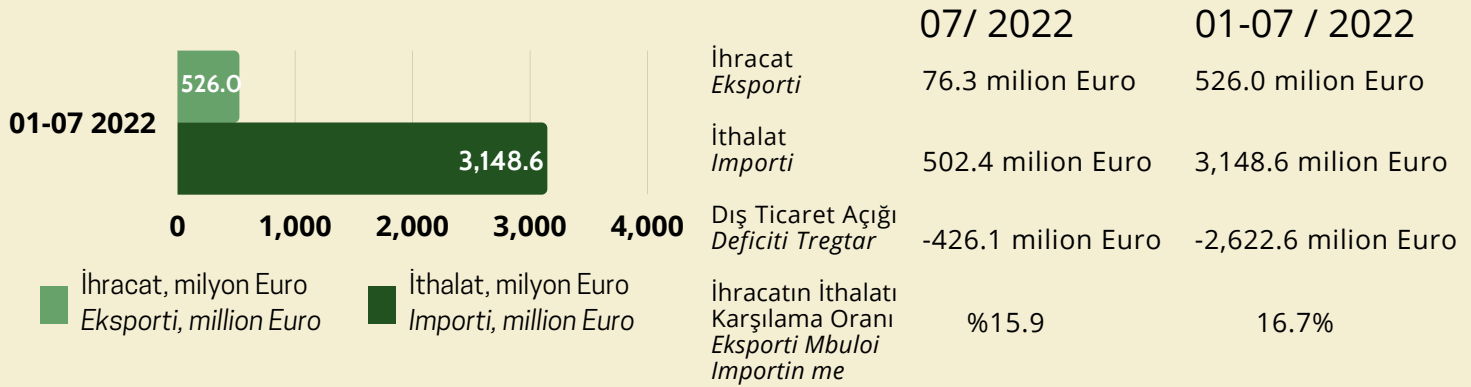 526.0
01-07 2022
3,148.6
0 1,000 2,000 3,000 4,000
İhracat, milyon Euro
Eksporti, million Euro
İthalat, milyon Euro
Importi, million Euro
07/ 2022 01-07 / 2022
İhracat
Eksporti
76.3 milion Euro 526.0 milion Euro
İthalat
Importi
502.4 milion Euro 3,148.6 milion Euro
Dış Ticaret Açığı
Deficiti Tregtar
-426.1 milion Euro -2,622.6 milion Euro
İhracatın İthalatı
Karşılama Oranı
Eksporti Mbuloi
Importin me
%15.9 16.7%